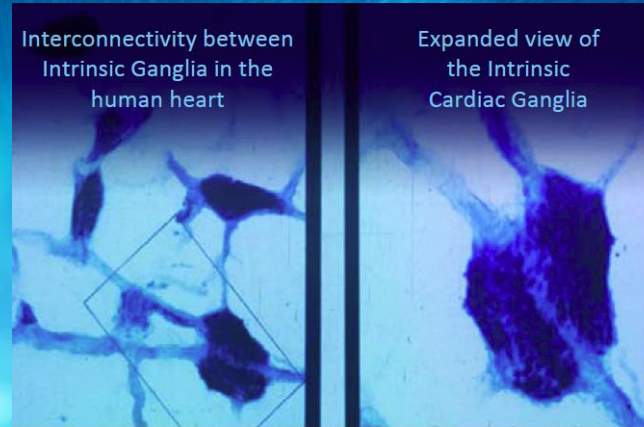 Interconnectivity between
Intrinsic Ganglia in the
human heart
Expanded view of
the Intrinsic
Cardiac Ganglia